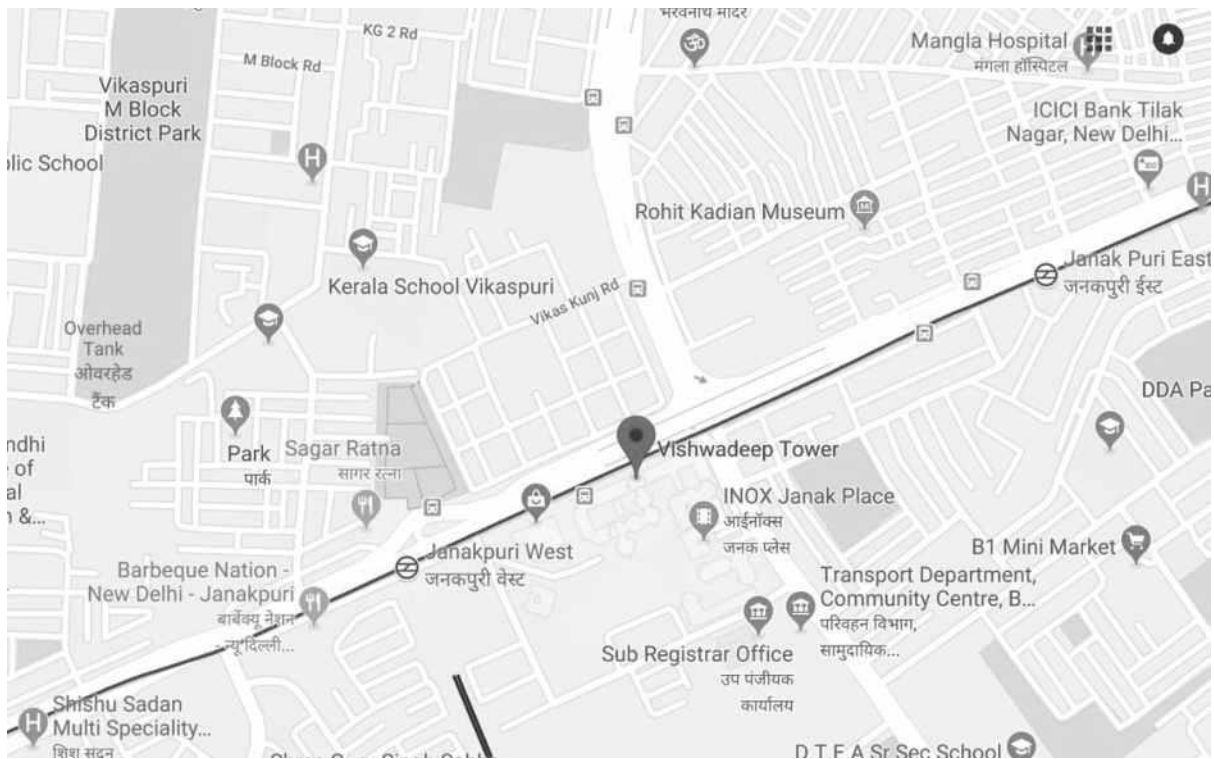 भैरवनाथ मंदिर
KG 2 Rd
M Block Rd
Mangla Hospital
मंगला हॉस्पिटल
Vikaspuri
M Block
District Park
ICICI Bank Tilak
Nagar, New Delhi...
olic School
Rohit Kadian Museum
Janak Puri East
जनकपुरी ईस्ट
Kerala School Vikaspuri
Vikas Kunj Rd
Overhead
Tank
ओवरहेड
टैंक
DDA Pa
Park
पार्क
Sagar Ratna
सागर रत्ना
Vishwadeep Tower
ndhi
of
al
n &...
INOX Janak Place
आईनॉक्स
जनक प्लेस
Janakpuri West
जनकपुरी वेस्ट
B1 Mini Market
Barbeque Nation -
New Delhi - Janakpuri
बार्बेक्यू नेशन
- न्यू दिल्ली...
Transport Department,
Community Centre, B...
परिवहन विभाग,
सामुदायिक...
Sub Registrar Office
उप पंजीयक
कार्यालय
Shishu Sadan
Multi Speciality...
शिशु सदन
D.T.E.A Sr Sec School